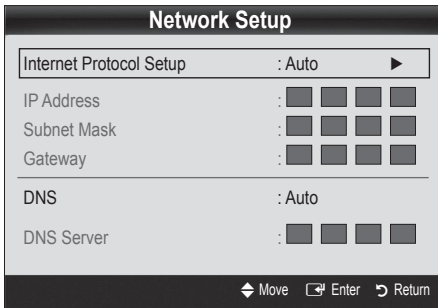 Network Setup
Internet Protocol Setup : Auto ▶
IP Address :
Subnet Mask :
Gateway :
DNS : Auto
DNS Server :
Move Enter Return